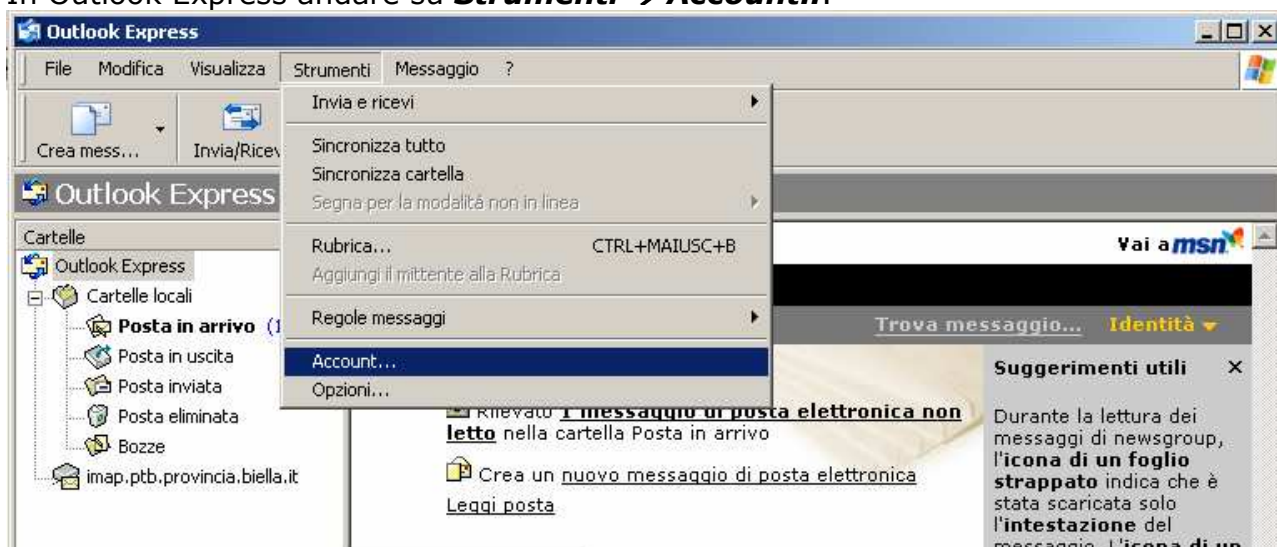 In Outlook Express andare su Strumenti → Account...
Outlook Express
File Modifica Visualizza Strumenti Messaggio ?
Crea mess... Invia/Ricev
Invia e ricevi
Sincronizza tutto
Sincronizza cartella
Segna per la modalità non in linea
Rubrica... CTRL+MAIUSC+B
Aggiungi il mittente alla Rubrica
Regole messaggi
Account...
Opzioni...
Outlook Express
Cartelle
Outlook Express
Cartelle locali
Posta in arrivo (1
Posta in uscita
Posta inviata
Posta eliminata
Bozze
imap.ptb.provincia.biella.it
Vai a msn
Trova messaggio... Identità
Rilevato 1 messaggio di posta elettronica non
letto nella cartella Posta in arrivo
Crea un nuovo messaggio di posta elettronica
Leggi posta
Suggerimenti utili X
Durante la lettura dei
messaggi di newsgroup,
l'icona di un foglio
strappato indica che è
stata scaricata solo
l'intestazione del
messaggio. L'icona di un